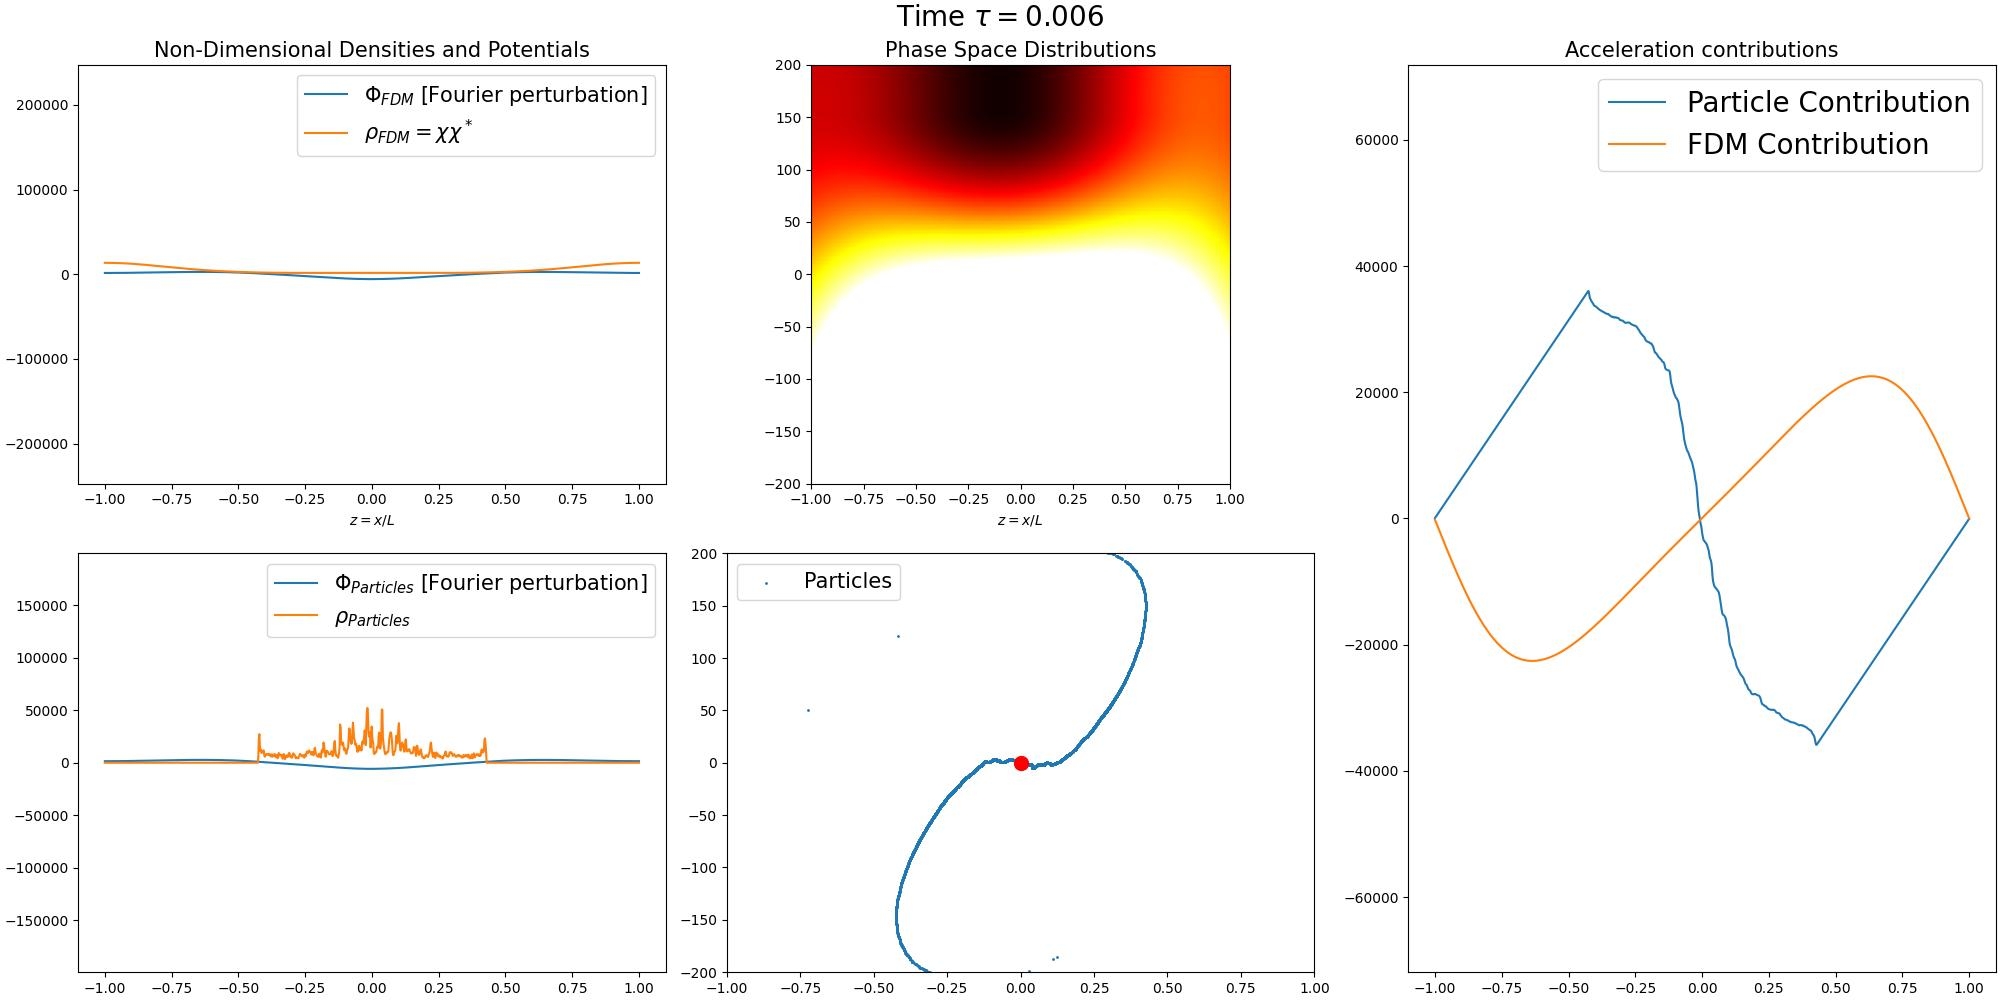 Time τ = 0.006
Non-Dimensional Densities and Potentials
Φ_FDM [Fourier perturbation]
ρ_FDM = χχ*
200000
100000
0
−100000
−200000
−1.00 −0.75 −0.50 −0.25 0.00 0.25 0.50 0.75 1.00
z = x/L
Phase Space Distributions
200
150
100
50
0
−50
−100
−150
−200
−1.00 −0.75 −0.50 −0.25 0.00 0.25 0.50 0.75 1.00
z = x/L
Acceleration contributions
Particle Contribution
FDM Contribution
60000
40000
20000
0
−20000
−40000
−60000
−1.00 −0.75 −0.50 −0.25 0.00 0.25 0.50 0.75 1.00
Φ_Particles [Fourier perturbation]
ρ_Particles
150000
100000
50000
0
−50000
−100000
−150000
−1.00 −0.75 −0.50 −0.25 0.00 0.25 0.50 0.75 1.00
Particles
200
150
100
50
0
−50
−100
−150
−200
−1.00 −0.75 −0.50 −0.25 0.00 0.25 0.50 0.75 1.00